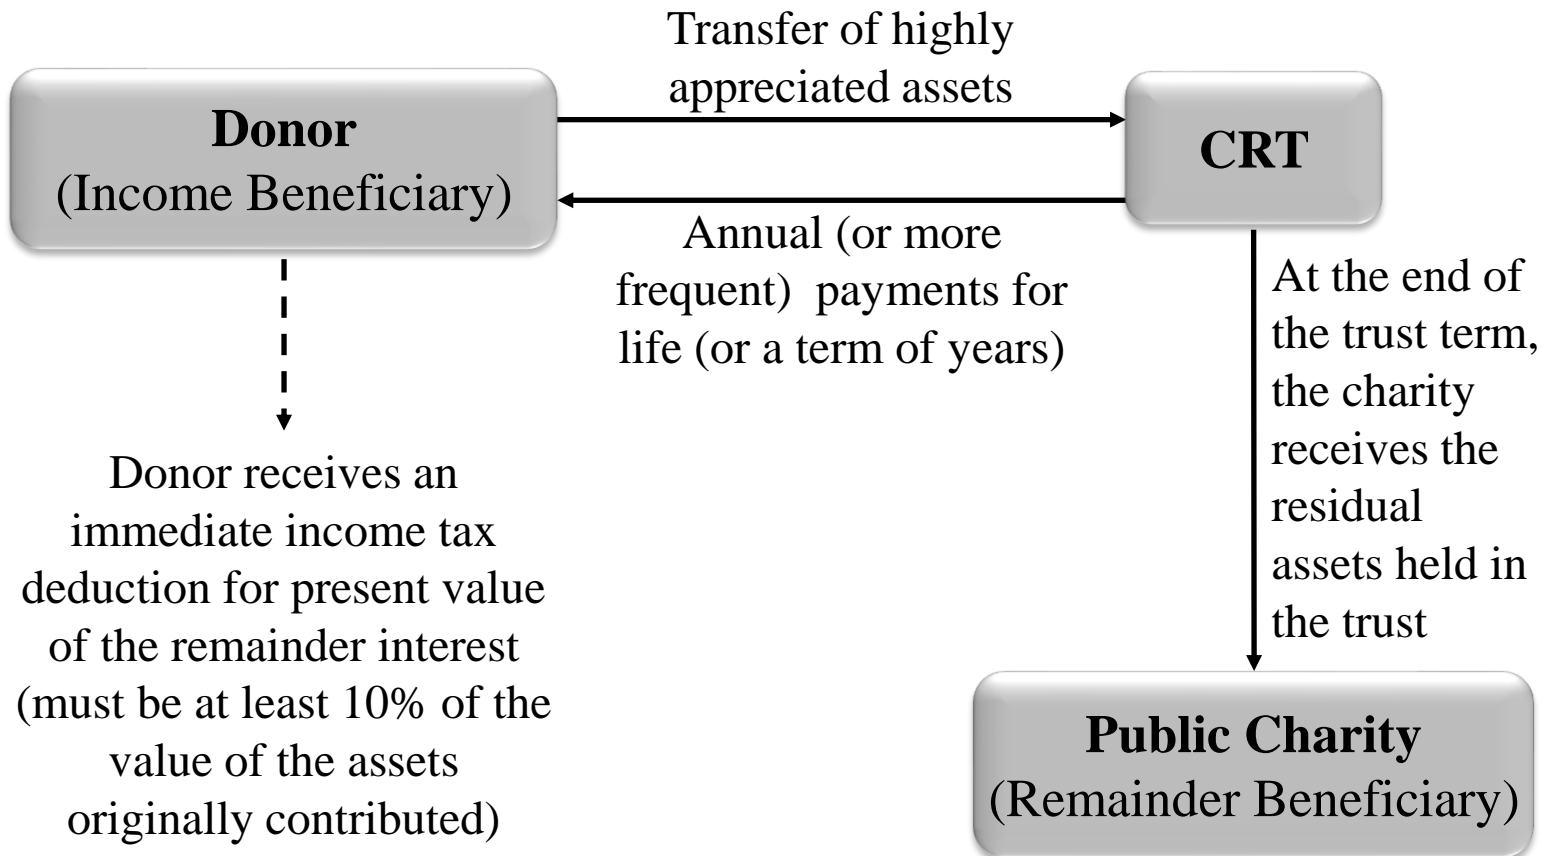 Transfer of highly
appreciated assets
Donor
(Income Beneficiary)
CRT
Annual (or more
frequent)  payments for
life (or a term of years)
At the end of
the trust term,
the charity
receives the
residual
assets held in
the trust
Donor receives an
immediate income tax
deduction for present value
of the remainder interest
(must be at least 10% of the
value of the assets
originally contributed)
Public Charity
(Remainder Beneficiary)